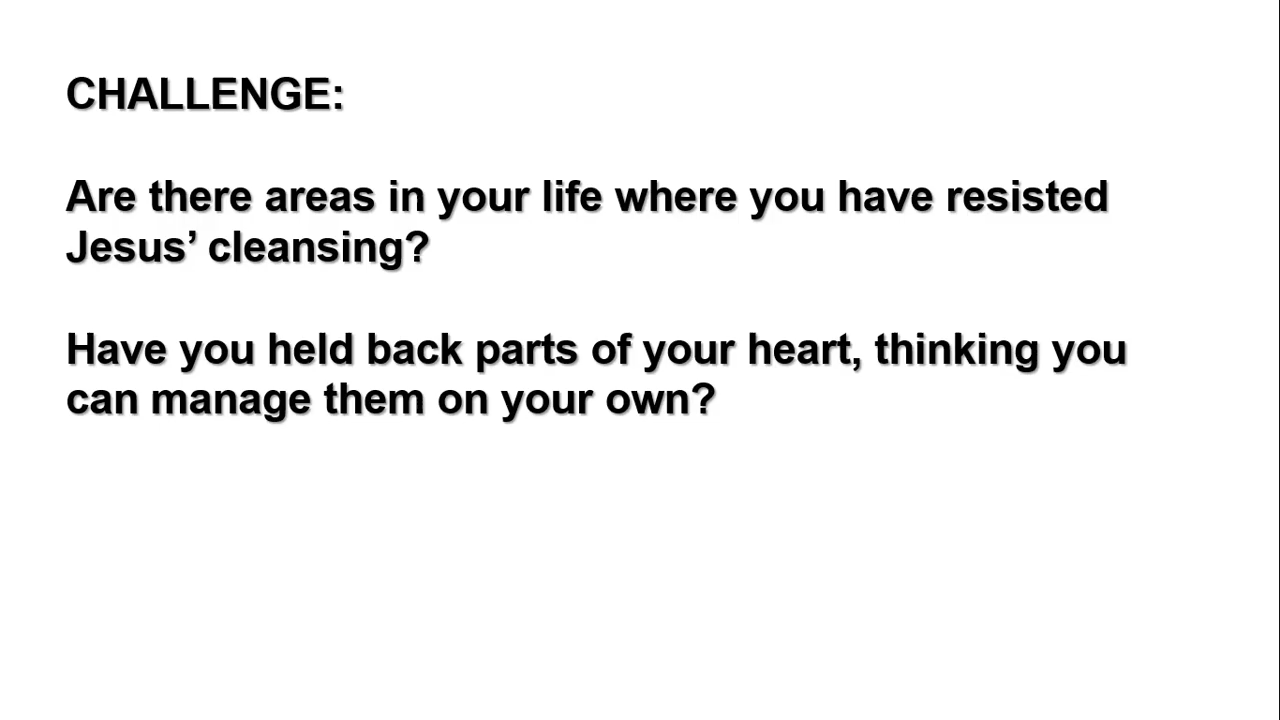 CHALLENGE:
Are there areas in your life where you have resisted
Jesus’ cleansing?
Have you held back parts of your heart, thinking you
can manage them on your own?